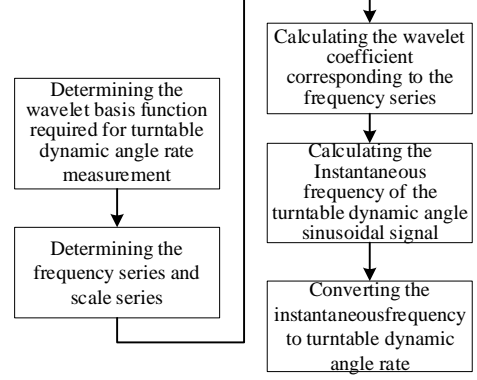 Determining the
wavelet basis function
required for turntable
dynamic angle rate
measurement
Determining the
frequency series and
scale series
Calculating the wavelet
coefficient
corresponding to the
frequency series
Calculating the
Instantaneous
frequency of the
turntable dynamic angle
sinusoidal signal
Converting the
instantaneousfrequency
to turntable dynamic
angle rate